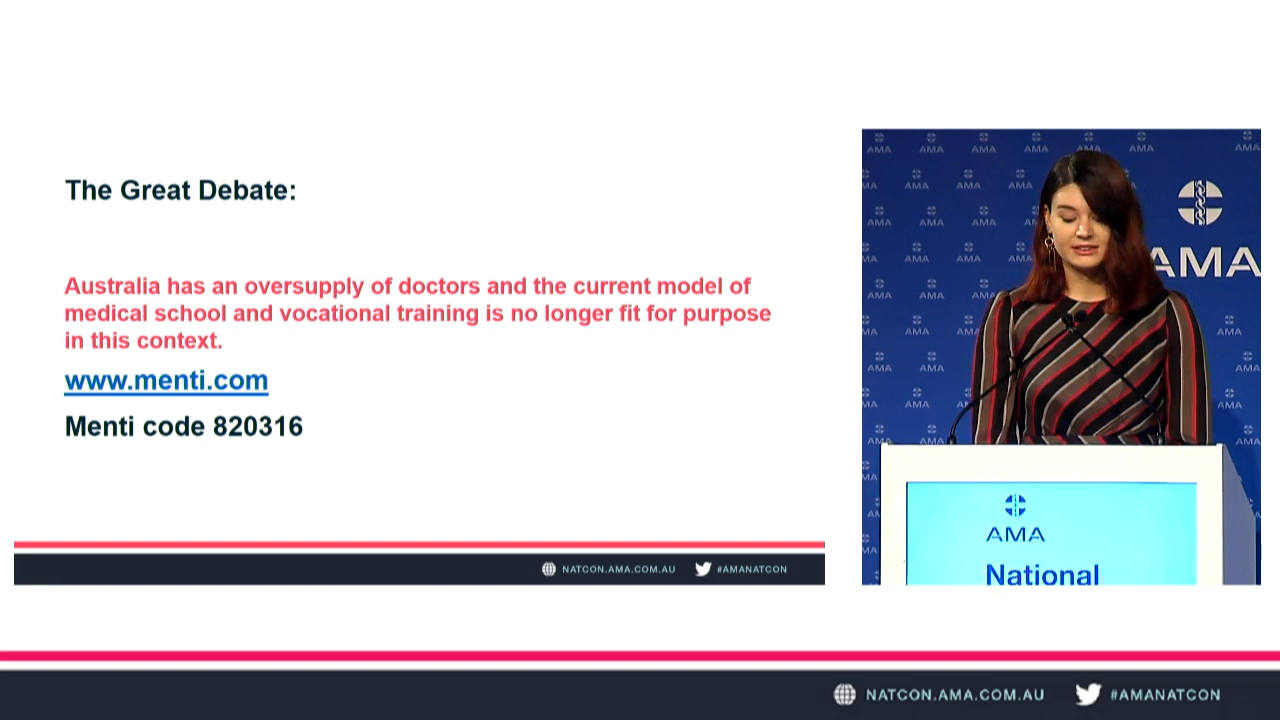 The Great Debate:
Australia has an oversupply of doctors and the current model of
medical school and vocational training is no longer fit for purpose
in this context.
www.menti.com
Menti code 820316
NATCON.AMA.COM.AU #AMANATCON
AMA
AMA
National
NATCON.AMA.COM.AU #AMANATCON